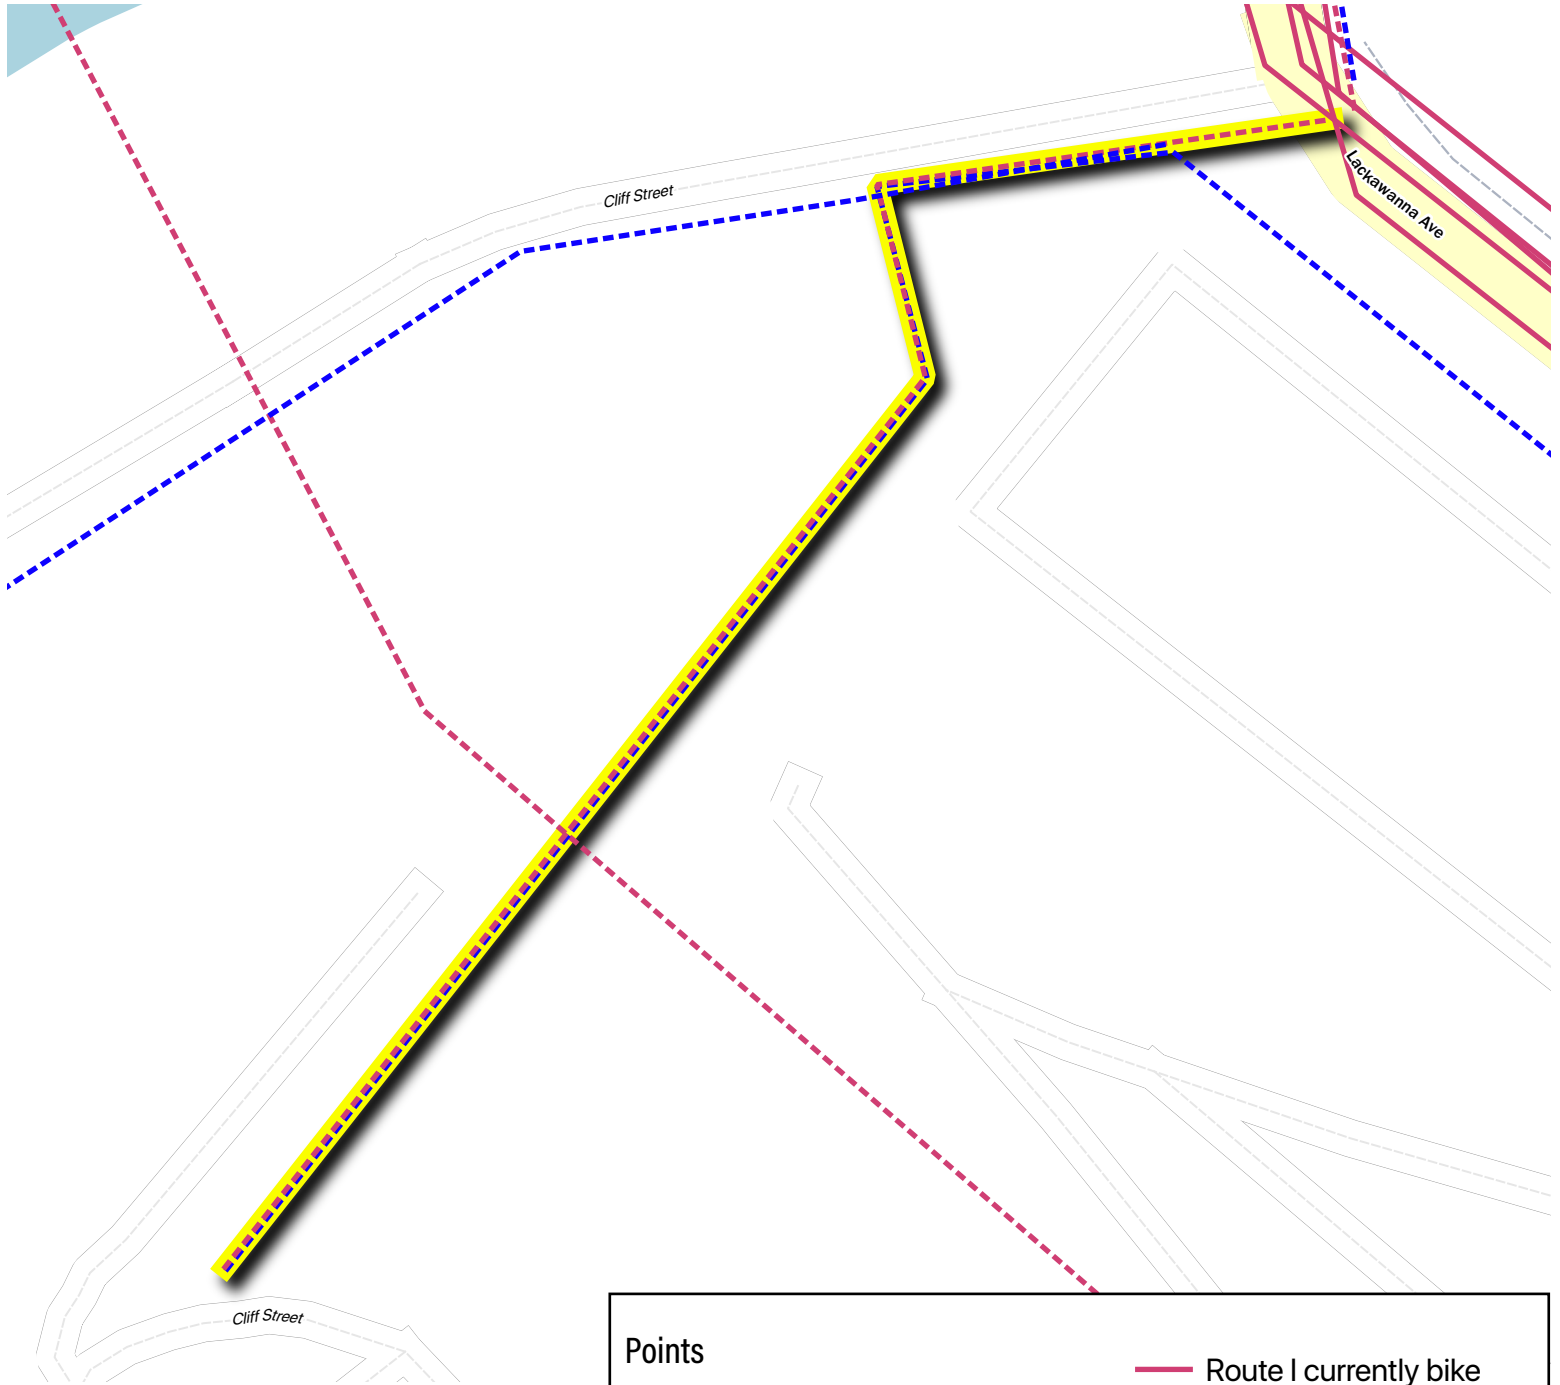 Cliff Street
Lackawanna Ave
Cliff Street
Points
Route I currently bike